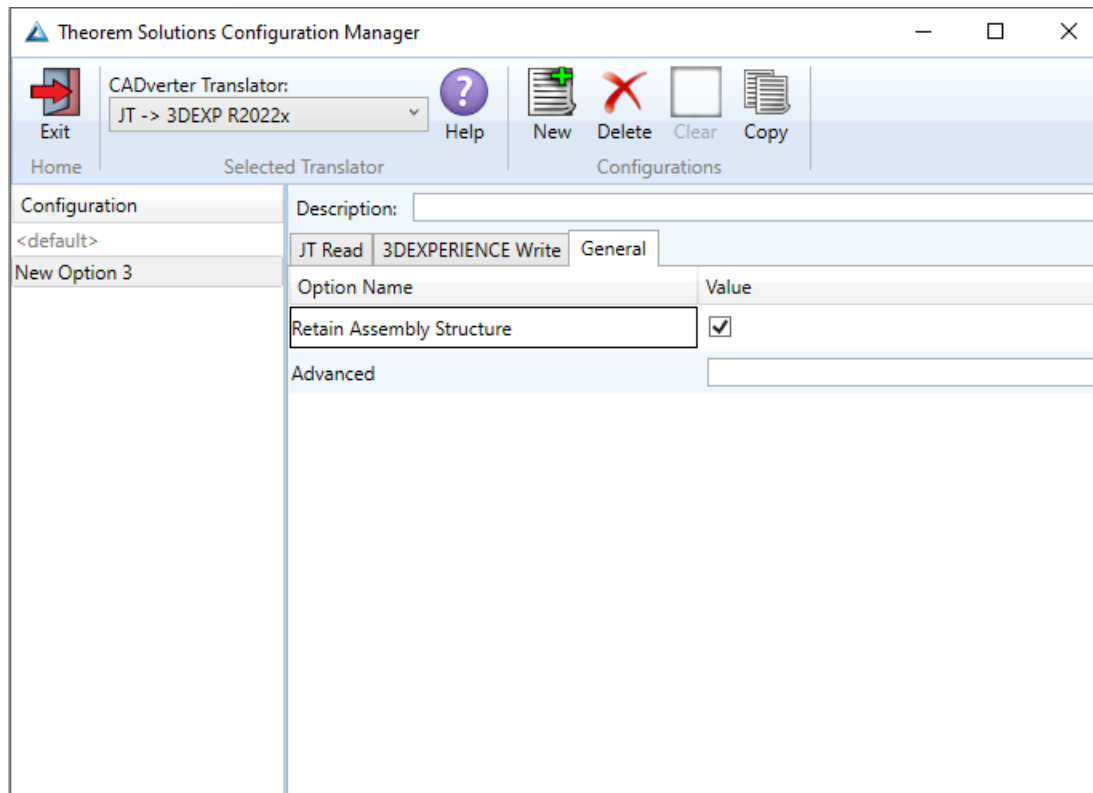 Theorem Solutions Configuration Manager
CADverter Translator:
JT -> 3DEXP R2022x
Exit
Help
New
Delete
Clear
Copy
Home
Selected Translator
Configurations
Configuration
Description:
<default>
JT Read
3DEXPERIENCE Write
General
New Option 3
Option Name
Value
Retain Assembly Structure
Advanced